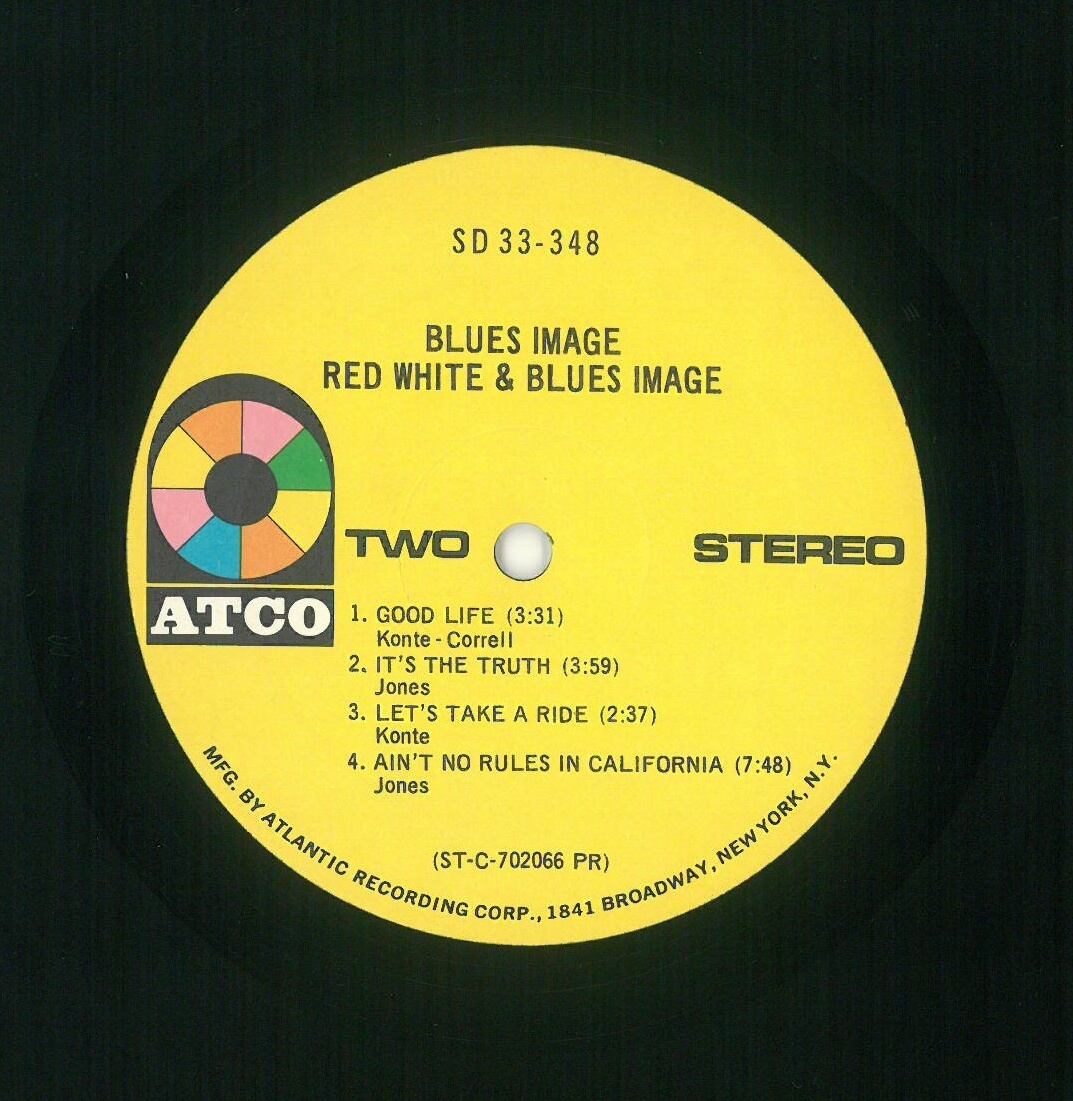 SD 33-348
BLUES IMAGE
RED WHITE & BLUES IMAGE
TWO
STEREO
ATCO
1. GOOD LIFE (3:31)
Konte - Correll
2. IT'S THE TRUTH (3:59)
Jones
3. LET'S TAKE A RIDE (2:37)
Konte
4. AIN'T NO RULES IN CALIFORNIA (7:48)
Jones
(ST-C-702066 PR)
MFG. BY ATLANTIC RECORDING CORP., 1841 BROADWAY, NEW YORK, N.Y.